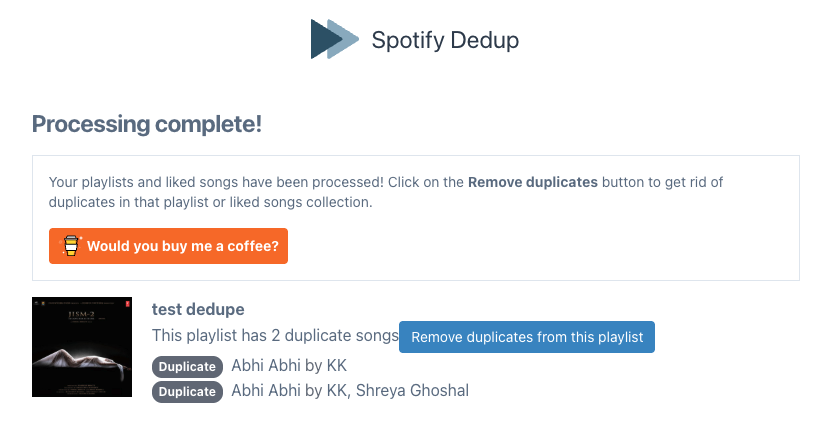 Spotify Dedup
Processing complete!
Your playlists and liked songs have been processed! Click on the Remove duplicates button to get rid of
duplicates in that playlist or liked songs collection.
Would you buy me a coffee?
test dedupe
This playlist has 2 duplicate songs Remove duplicates from this playlist
Duplicate Abhi Abhi by KK
Duplicate Abhi Abhi by KK, Shreya Ghoshal